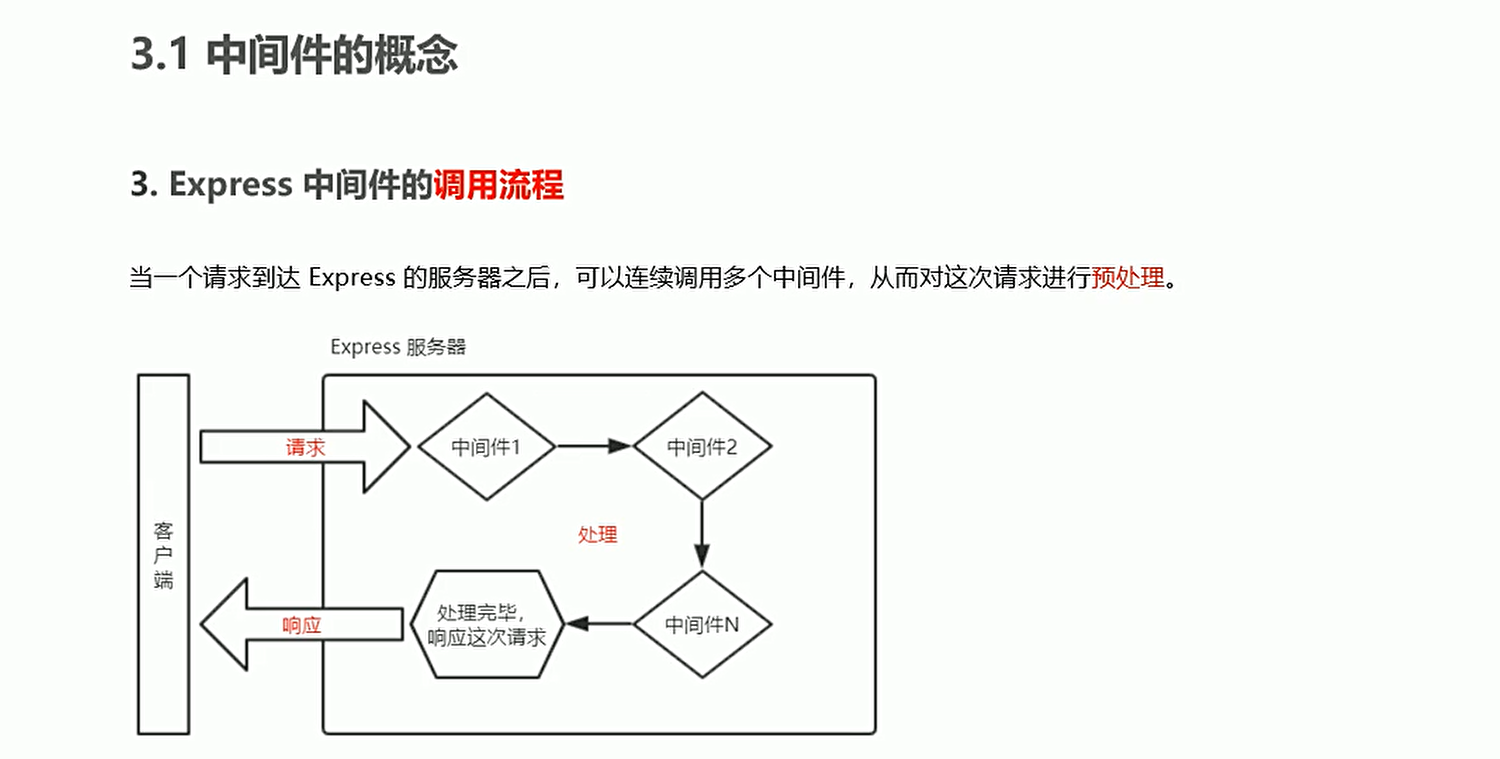 3.1 中间件的概念
3. Express 中间件的调用流程
当一个请求到达 Express 的服务器之后，可以连续调用多个中间件，从而对这次请求进行预处理。
Express 服务器
客
户
端
请求
中间件1
中间件2
处理
中间件N
处理完毕，
响应这次请求
响应